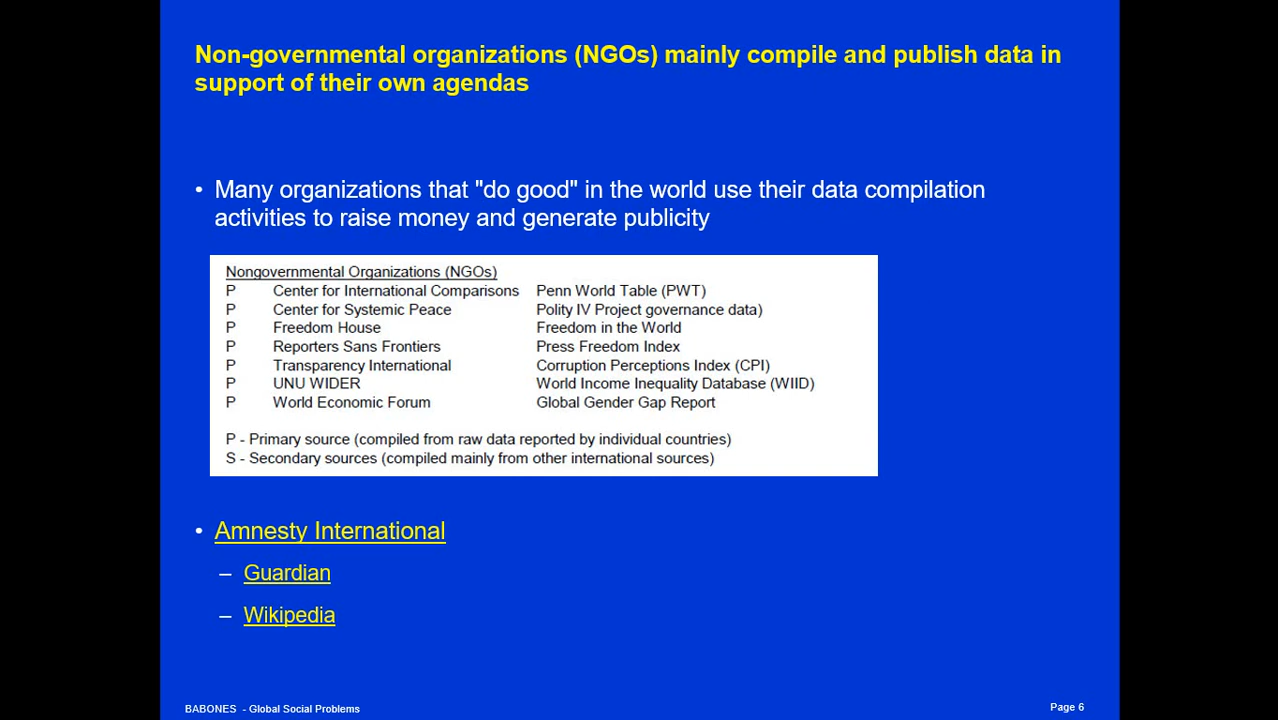 Non-governmental organizations (NGOs) mainly compile and publish data in
support of their own agendas
• Many organizations that "do good" in the world use their data compilation
activities to raise money and generate publicity
Nongovernmental Organizations (NGOs)
P Center for International Comparisons Penn World Table (PWT)
P Center for Systemic Peace Polity IV Project governance data)
P Freedom House Freedom in the World
P Reporters Sans Frontiers Press Freedom Index
P Transparency International Corruption Perceptions Index (CPI)
P UNU WIDER World Income Inequality Database (WIID)
P World Economic Forum Global Gender Gap Report
P - Primary source (compiled from raw data reported by individual countries)
S - Secondary sources (compiled mainly from other international sources)
• Amnesty International
– Guardian
– Wikipedia
BABONES - Global Social Problems
Page 6